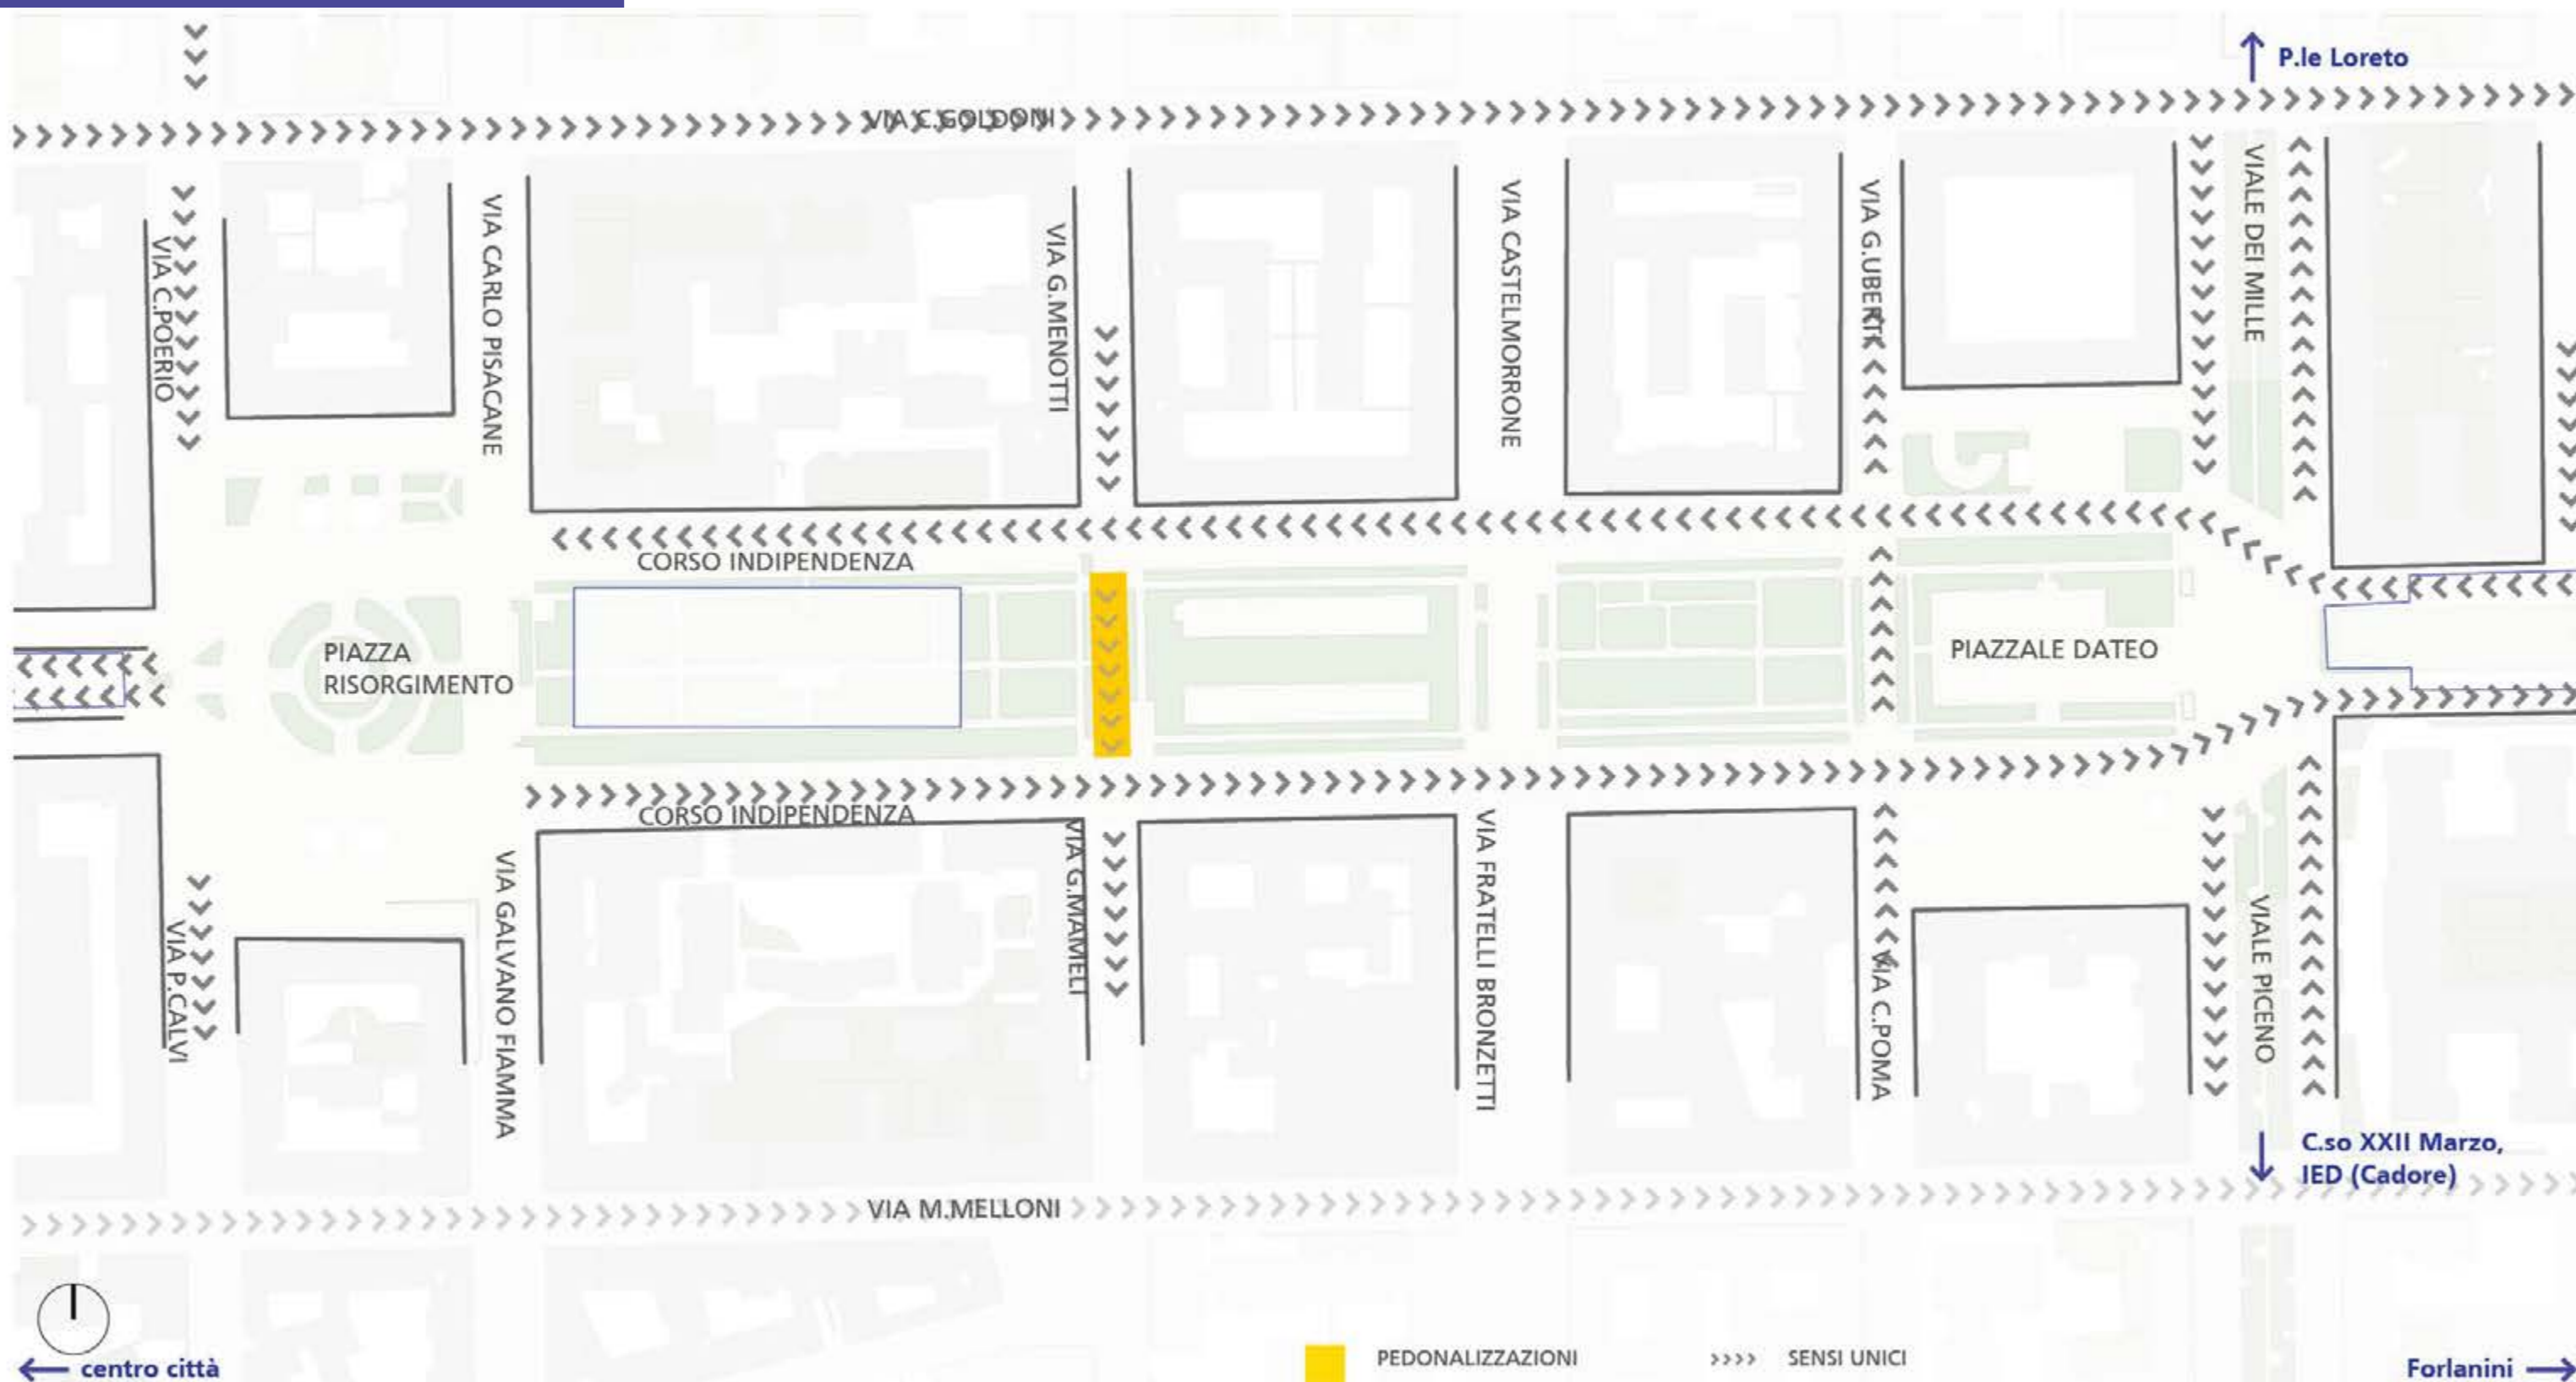 P.le Loreto
VIA C.GOLDONI
VIA C.POERIO
VIA CARLO PISACANE
VIA G.MENOTTI
VIA CASTELMORRONE
VIA G.UBERTI
VIALE DEI MILLE
CORSO INDIPENDENZA
PIAZZA
RISORGIMENTO
PIAZZALE DATEO
CORSO INDIPENDENZA
VIA P.CALVI
VIA GALVANO FIAMMA
VIA G.MAMELI
VIA FRATELLI BRONZETTI
VIA C.POMA
VIALE PICENO
C.so XXII Marzo,
IED (Cadore)
VIA M.MELLONI
centro città
PEDONALIZZAZIONI
SENSI UNICI
Forlanini